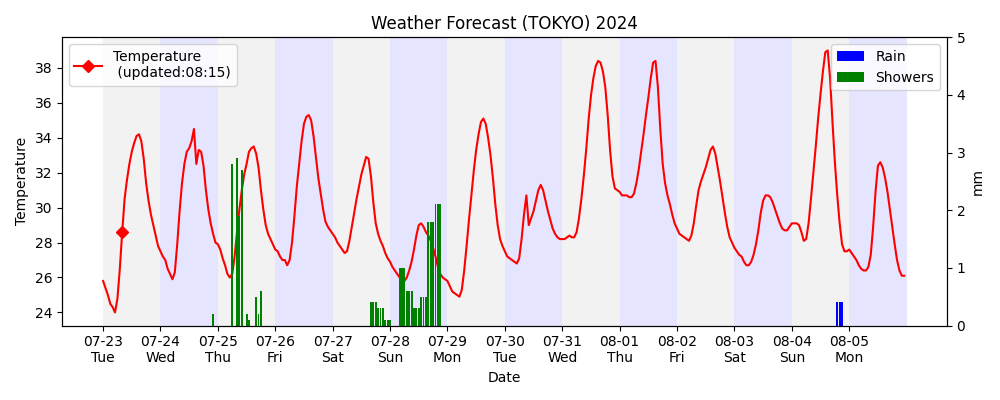 Weather Forecast (TOKYO) 2024
Temperature
(updated:08:15)
Rain
Showers
Temperature
38
36
34
32
30
28
26
24
5
4
3
2
1
0
mm
07-23 07-24 07-25 07-26 07-27 07-28 07-29 07-30 07-31 08-01 08-02 08-03 08-04 08-05
Tue Wed Thu Fri Sat Sun Mon Tue Wed Thu Fri Sat Sun Mon
Date